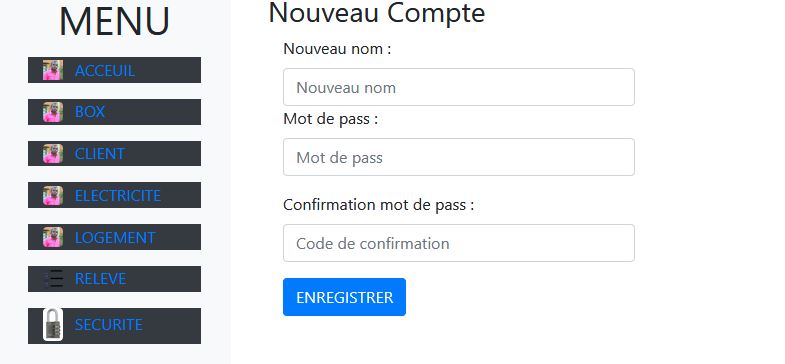 MENU
ACCEUIL
BOX
CLIENT
ELECTRICITE
LOGEMENT
RELEVE
SECURITE
Nouveau Compte
Nouveau nom :
Nouveau nom
Mot de pass :
Mot de pass
Confirmation mot de pass :
Code de confirmation
ENREGISTRER